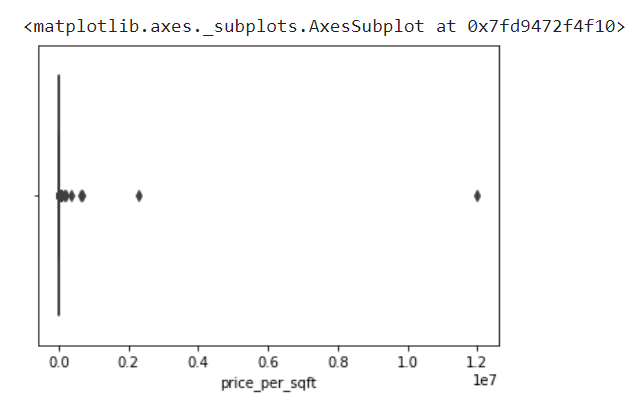 <matplotlib.axes._subplots.AxesSubplot at 0x7fd9472f4f10>
0.0 0.2 0.4 0.6 0.8 1.0 1.2
1e7
price_per_sqft